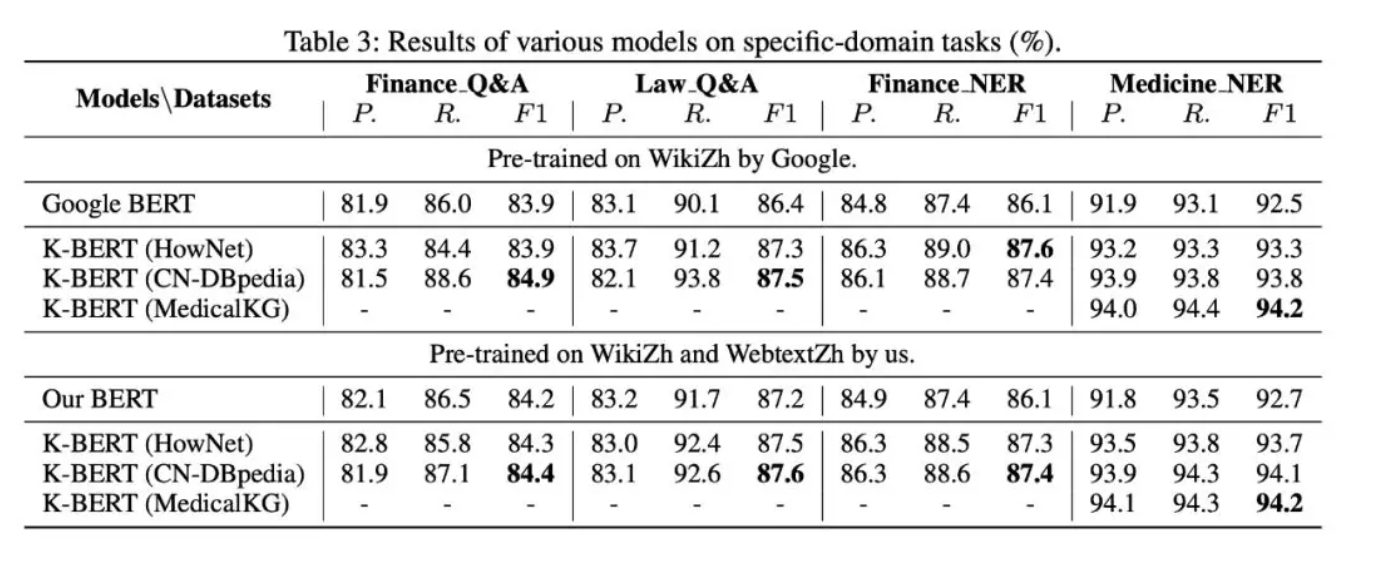 Table 3: Results of various models on specific-domain tasks (%).
Models\Datasets | Finance_Q&A | Law_Q&A | Finance_NER | Medicine_NER
| P. R. F1 | P. R. F1 | P. R. F1 | P. R. F1
Pre-trained on WikiZh by Google.
Google BERT | 81.9 86.0 83.9 | 83.1 90.1 86.4 | 84.8 87.4 86.1 | 91.9 93.1 92.5
K-BERT (HowNet) | 83.3 84.4 83.9 | 83.7 91.2 87.3 | 86.3 89.0 87.6 | 93.2 93.3 93.3
K-BERT (CN-DBpedia) | 81.5 88.6 84.9 | 82.1 93.8 87.5 | 86.1 88.7 87.4 | 93.9 93.8 93.8
K-BERT (MedicalKG) | - - - | - - - | - - - | 94.0 94.4 94.2
Pre-trained on WikiZh and WebtextZh by us.
Our BERT | 82.1 86.5 84.2 | 83.2 91.7 87.2 | 84.9 87.4 86.1 | 91.8 93.5 92.7
K-BERT (HowNet) | 82.8 85.8 84.3 | 83.0 92.4 87.5 | 86.3 88.5 87.3 | 93.5 93.8 93.7
K-BERT (CN-DBpedia) | 81.9 87.1 84.4 | 83.1 92.6 87.6 | 86.3 88.6 87.4 | 93.9 94.3 94.1
K-BERT (MedicalKG) | - - - | - - - | - - - | 94.1 94.3 94.2